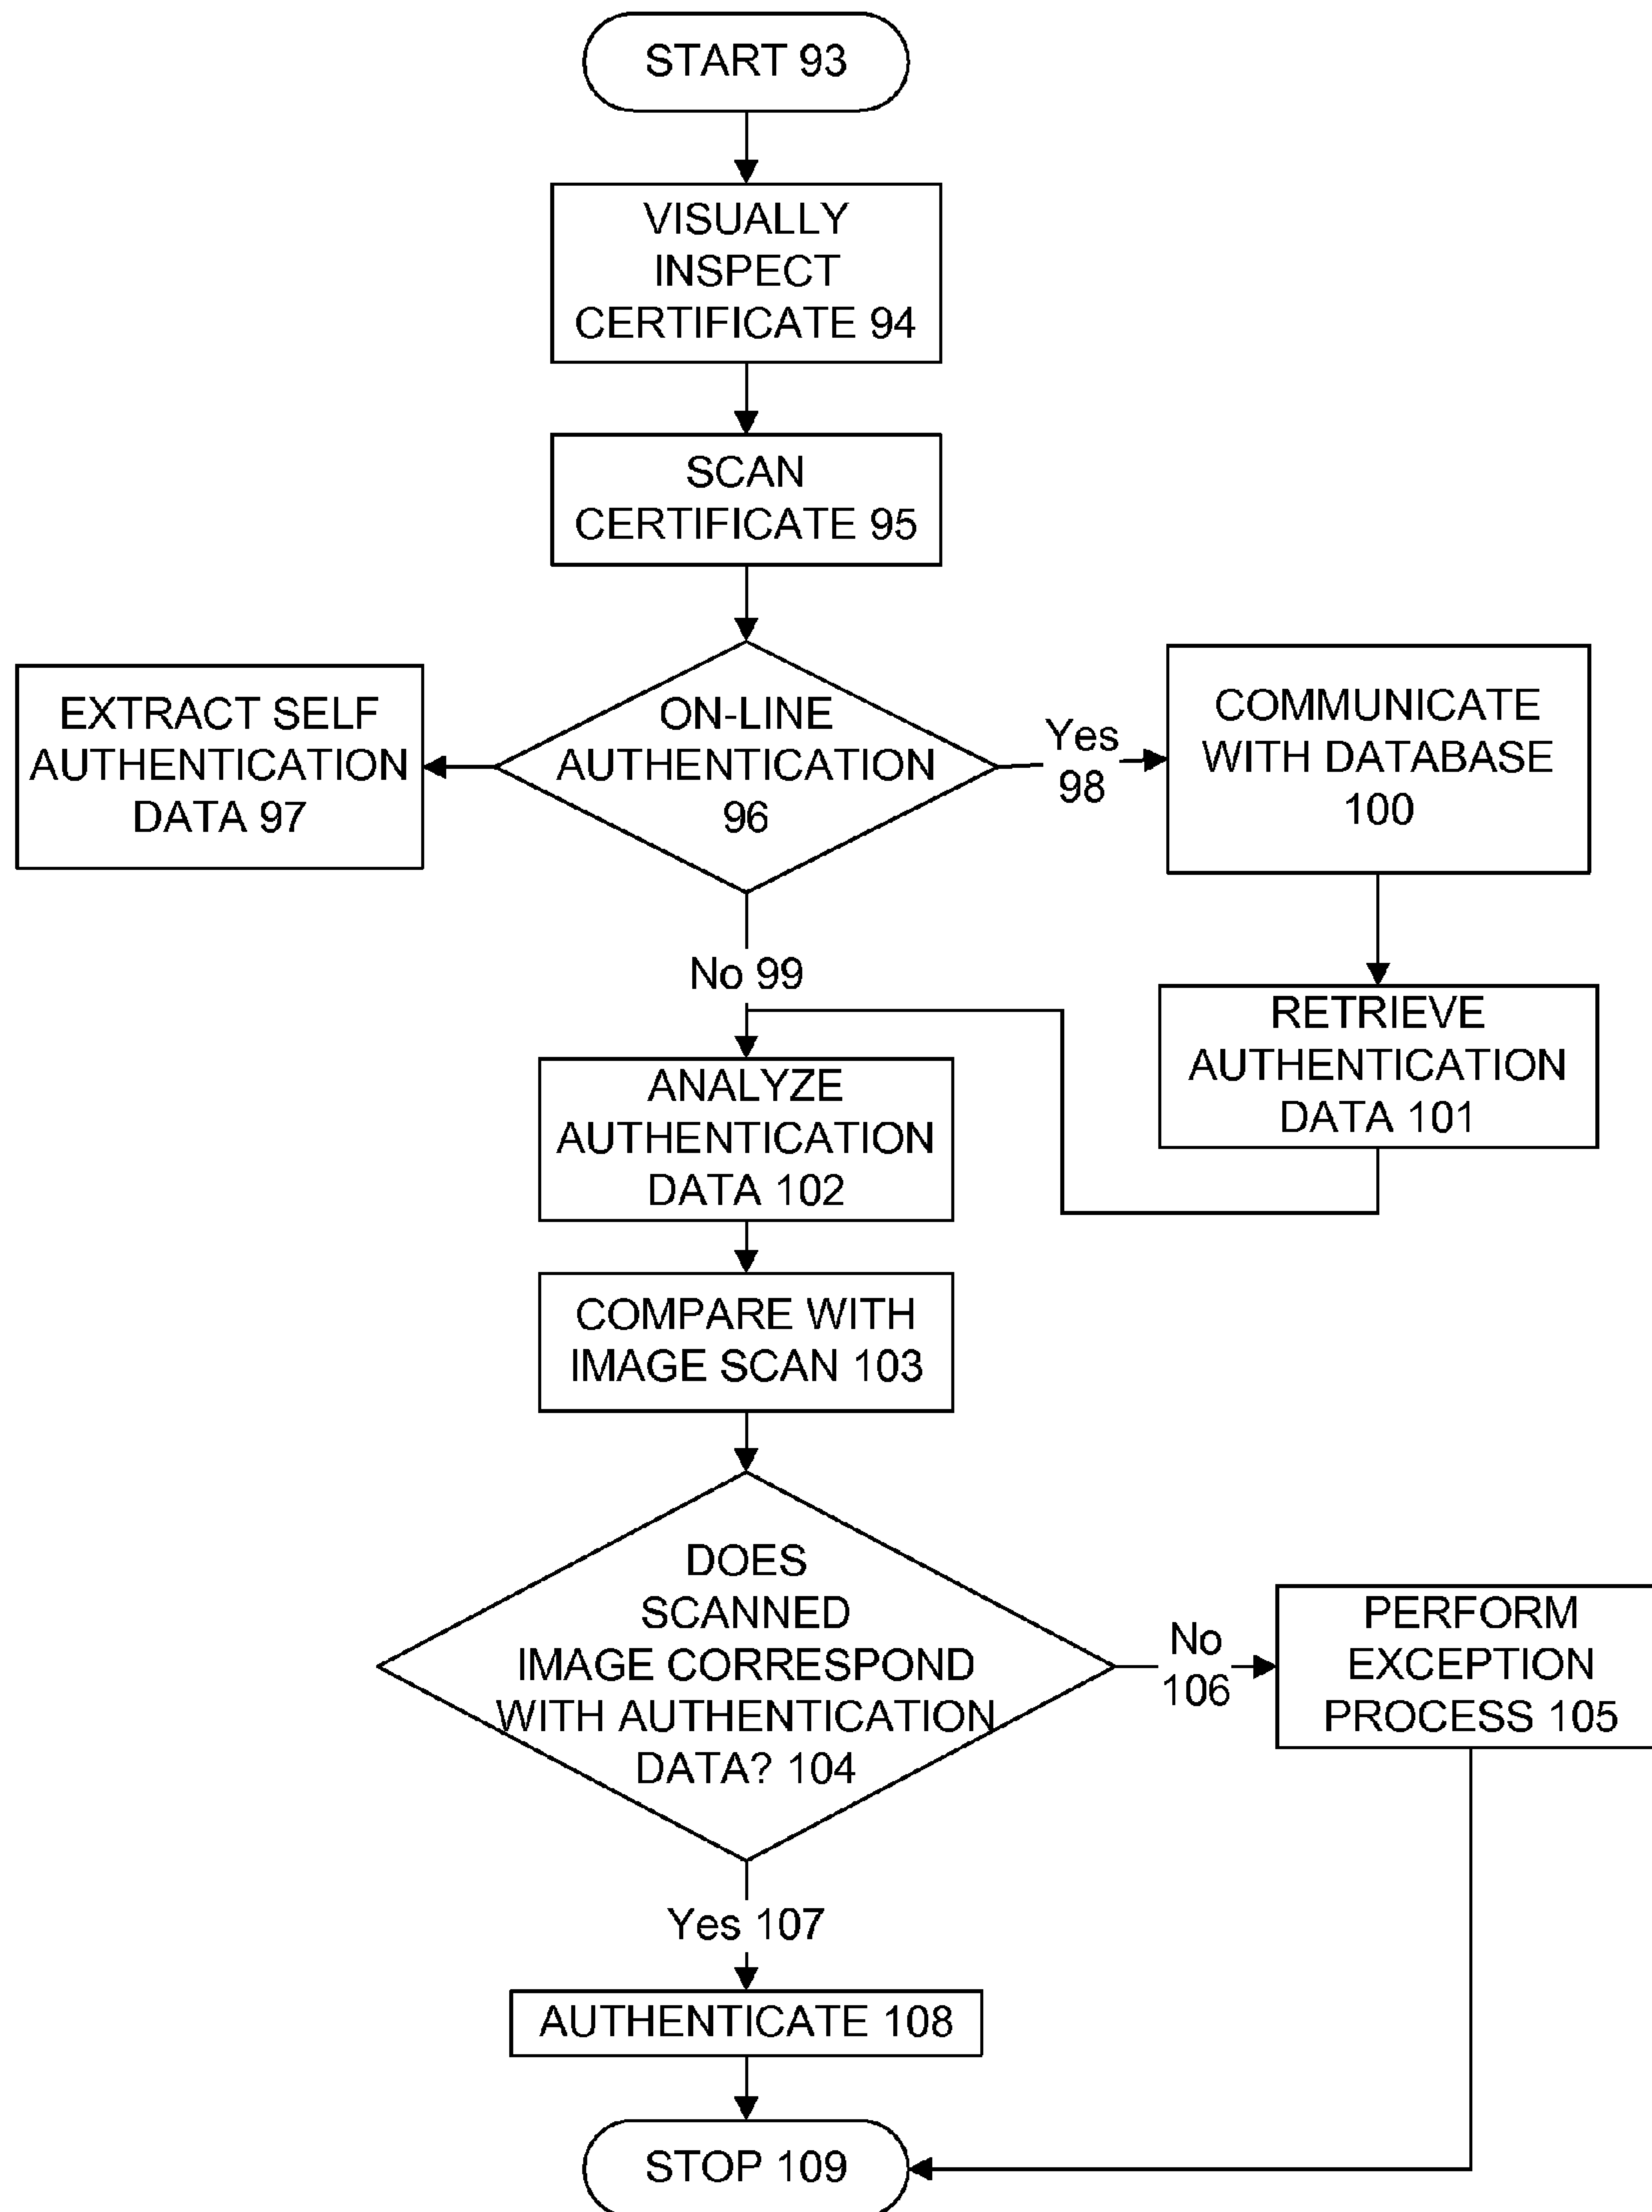 START 93
VISUALLY
INSPECT
CERTIFICATE 94
SCAN
CERTIFICATE 95
ON-LINE
AUTHENTICATION
96
EXTRACT SELF
AUTHENTICATION
DATA 97
Yes
98
COMMUNICATE
WITH DATABASE
100
RETRIEVE
AUTHENTICATION
DATA 101
No 99
ANALYZE
AUTHENTICATION
DATA 102
COMPARE WITH
IMAGE SCAN 103
DOES
SCANNED
IMAGE CORRESPOND
WITH AUTHENTICATION
DATA? 104
No
106
PERFORM
EXCEPTION
PROCESS 105
Yes 107
AUTHENTICATE 108
STOP 109